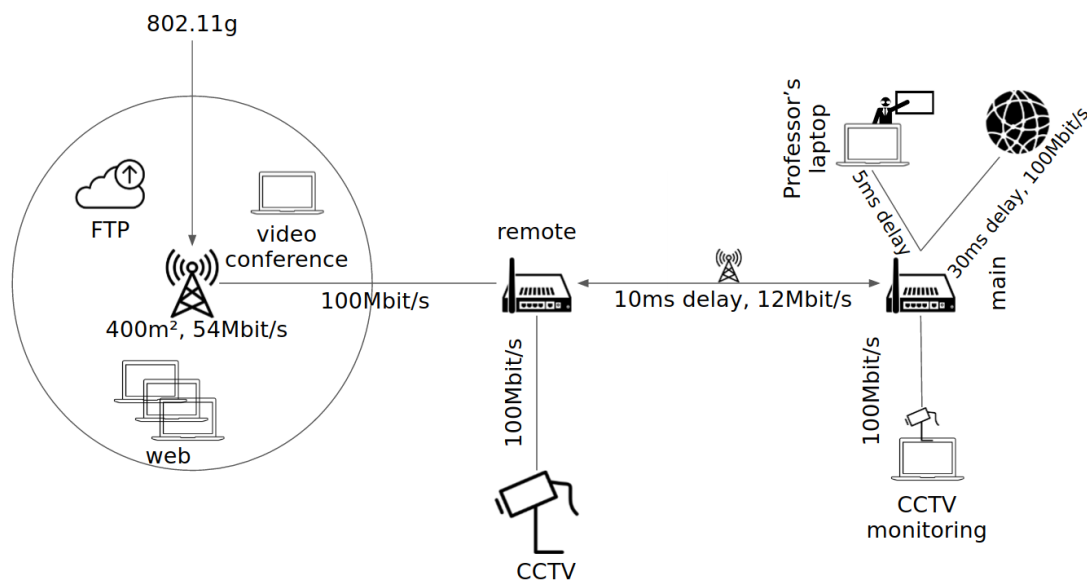 802.11g
FTP
video
conference
400m², 54Mbit/s
web
100Mbit/s
remote
100Mbit/s
CCTV
10ms delay, 12Mbit/s
Professor's
laptop
5ms delay
30ms delay, 100Mbit/s
main
100Mbit/s
CCTV
monitoring